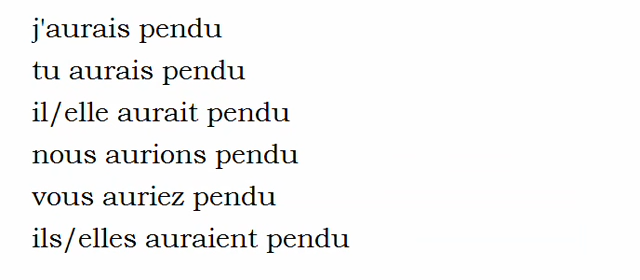 j'aurais pendu
tu aurais pendu
il/elle aurait pendu
nous aurions pendu
vous auriez pendu
ils/elles auraient pendu